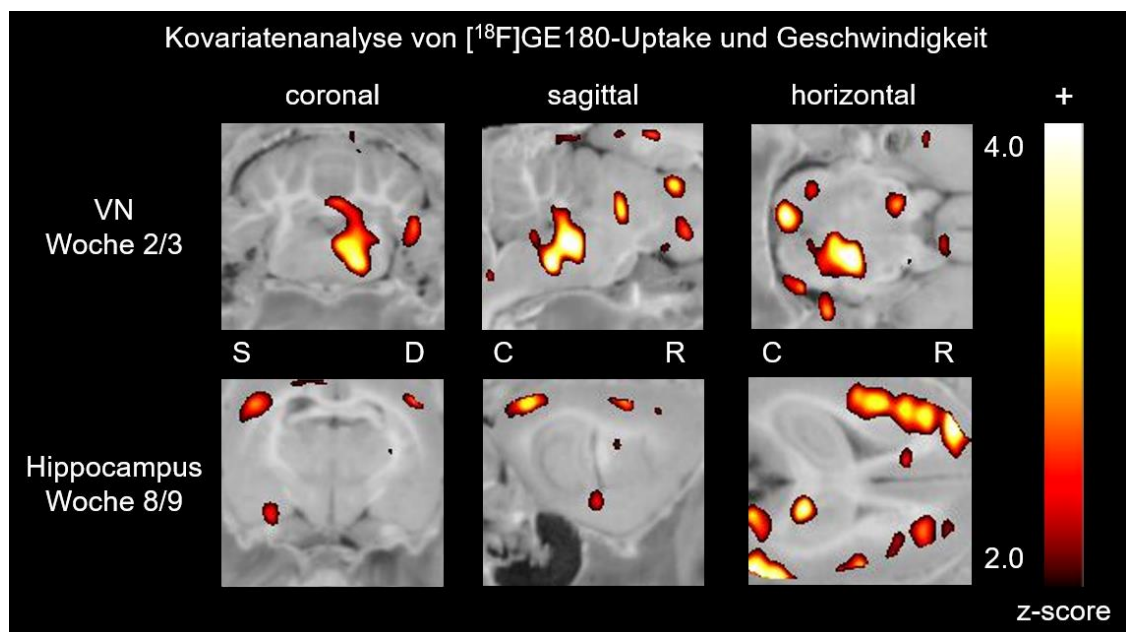 Kovariatenanalyse von [¹⁸F]GE180-Uptake und Geschwindigkeit
coronal sagittal horizontal +
4.0
VN
Woche 2/3
S D C R C R
Hippocampus
Woche 8/9
2.0
z-score